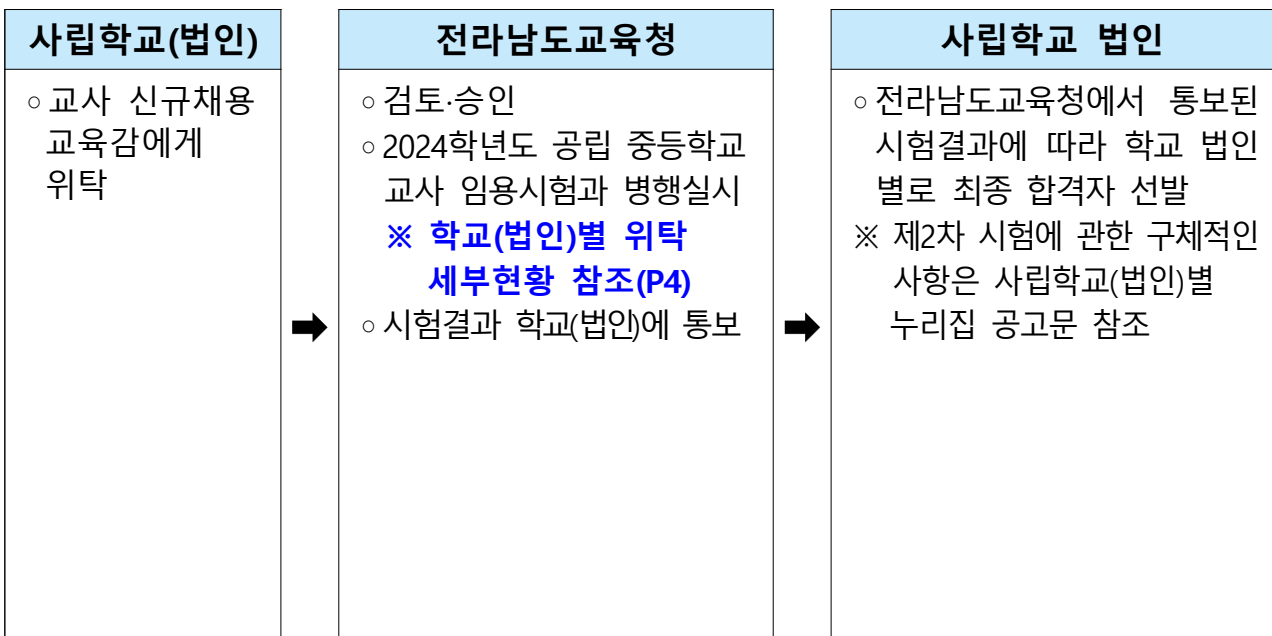 사립학교(법인)
◦교사 신규채용
교육감에게
위탁
➡
전라남도교육청
◦검토·승인
◦2024학년도 공립 중등학교
교사 임용시험과 병행실시
※ 학교(법인)별 위탁
세부현황 참조(P4)
◦시험결과 학교(법인)에 통보
➡
사립학교 법인
◦전라남도교육청에서 통보된
시험결과에 따라 학교 법인
별로 최종 합격자 선발
※ 제2차 시험에 관한 구체적인
사항은 사립학교(법인)별
누리집 공고문 참조